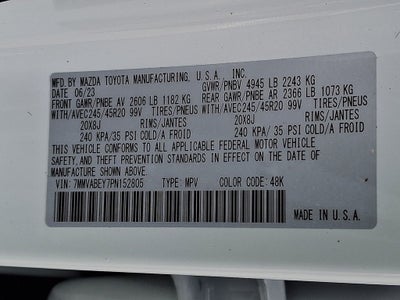 MFD. BY MAZDA TOYOTA MANUFACTURING, U.S.A., INC.
DATE 06/23 GVWR/PNBV 4945 LB 2243 KG
FRONT GAWR/PNBE AV 2606 LB 1182 KG REAR GAWR/PNBE AR 2366 LB 1073 KG
WITH/AVEC245/45R20 99V TIRES/PNEUS WITH/AVEC245/45R20 99V TIRES/PNEUS
20X8J RIMS/JANTES 20X8J RIMS/JANTES
240 KPA/ 35 PSI COLD/A FROID 240 KPA/ 35 PSI COLD/A FROID
THIS VEHICLE CONFORMS TO ALL APPLICABLE FEDERAL MOTOR VEHICLE
SAFETY, AND THEFT PREVENTION STANDARDS IN EFFECT ON THE DATE OF
MANUFACTURE SHOWN ABOVE.
VIN: 7MMVABEY7PN152805 TYPE: MPV COLOR CODE: 48K
MADE IN U.S.A.